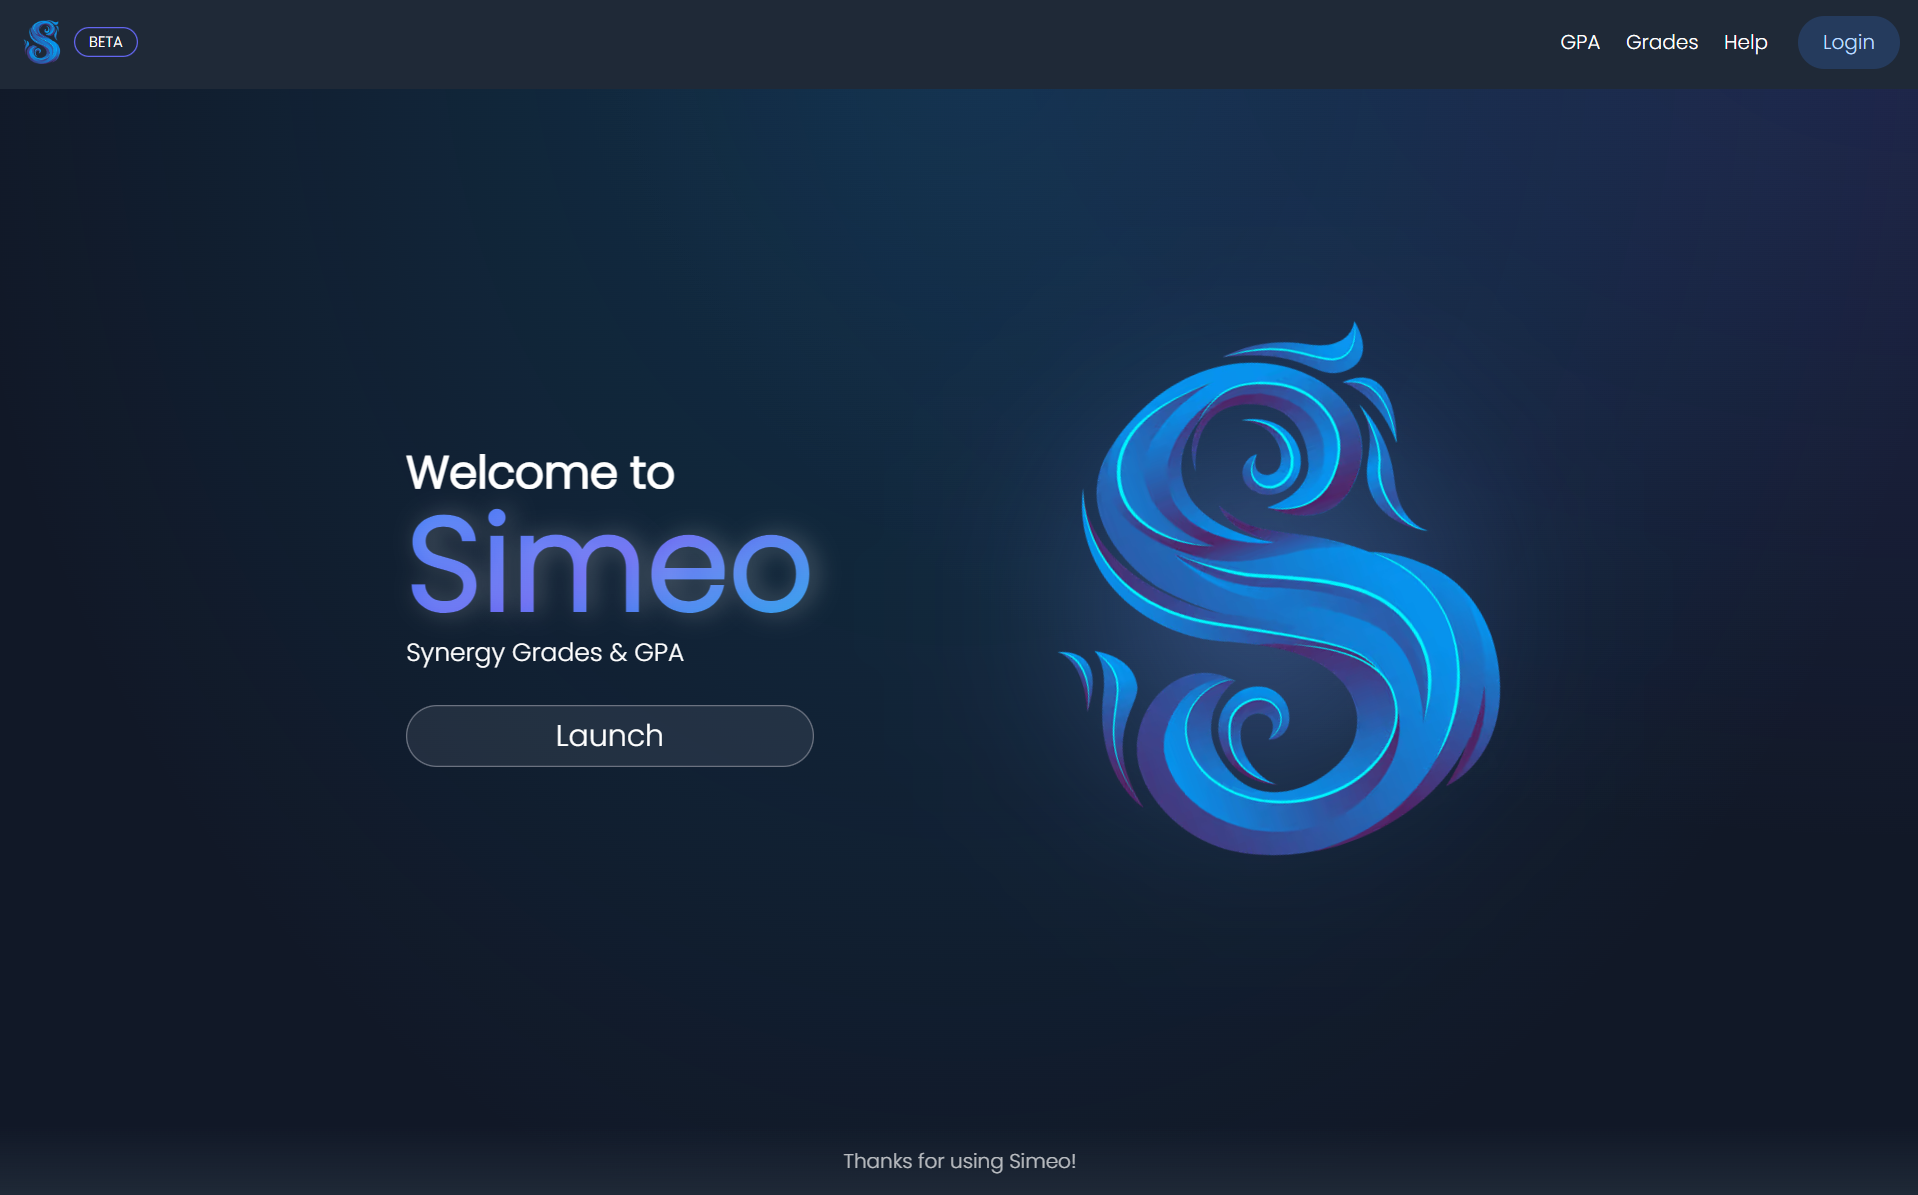 BETA
GPA
Grades
Help
Login
Welcome to
Simeo
Synergy Grades & GPA
Launch
Thanks for using Simeo!